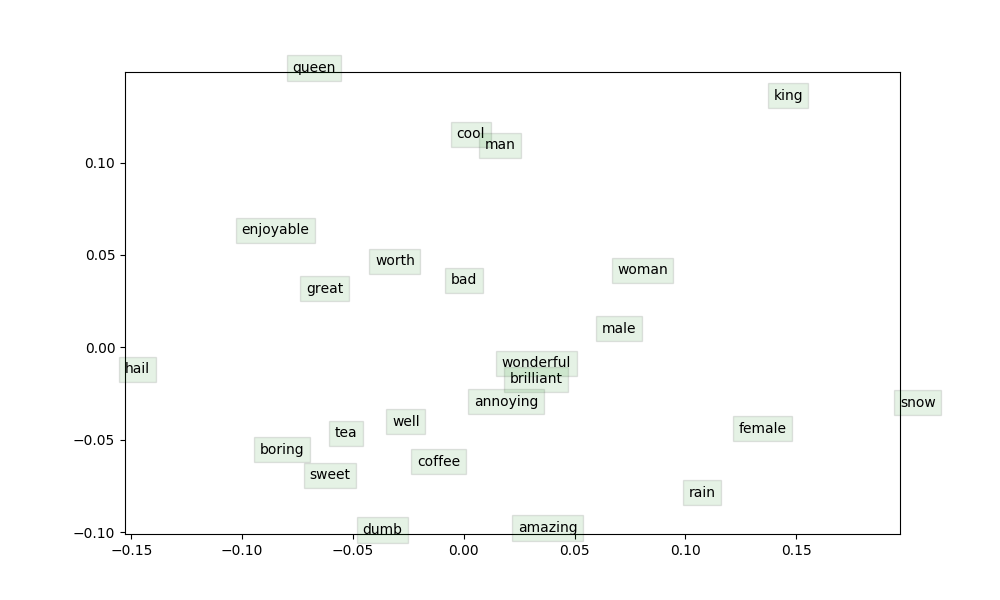 queen
king
cool
man
0.10
enjoyable
worth
0.05
woman
bad
great
male
0.00
wonderful
hail
brilliant
annoying
snow
well
female
tea
−0.05
boring
coffee
sweet
rain
amazing
dumb
−0.10
−0.15 −0.10 −0.05 0.00 0.05 0.10 0.15